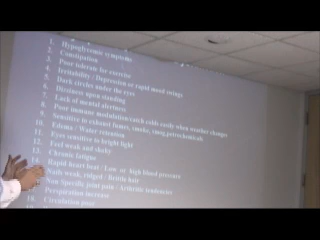 1. Hypoglycemic symptoms
2. Constipation
3. Poor tolerate for exercise
4. Irritability / Depression or rapid mood swings
5. Dark circles under the eyes
6. Dizziness upon standing
7. Lack of mental alertness
8. Poor immune modulation/catch colds easily when weather changes
9. Sensitive to exhaust fumes, smoke, smog, petrochemicals
10. Edema / Water retention
11. Eyes sensitive to bright light
12. Feel weak and shaky
13. Chronic fatigue
14. Rapid heart beat / Low or high blood pressure
Nails weak, ridged / Brittle hair
Non Specific joint pain / Arthritic tendencies
17. Perspiration increase
18. Circulation poor